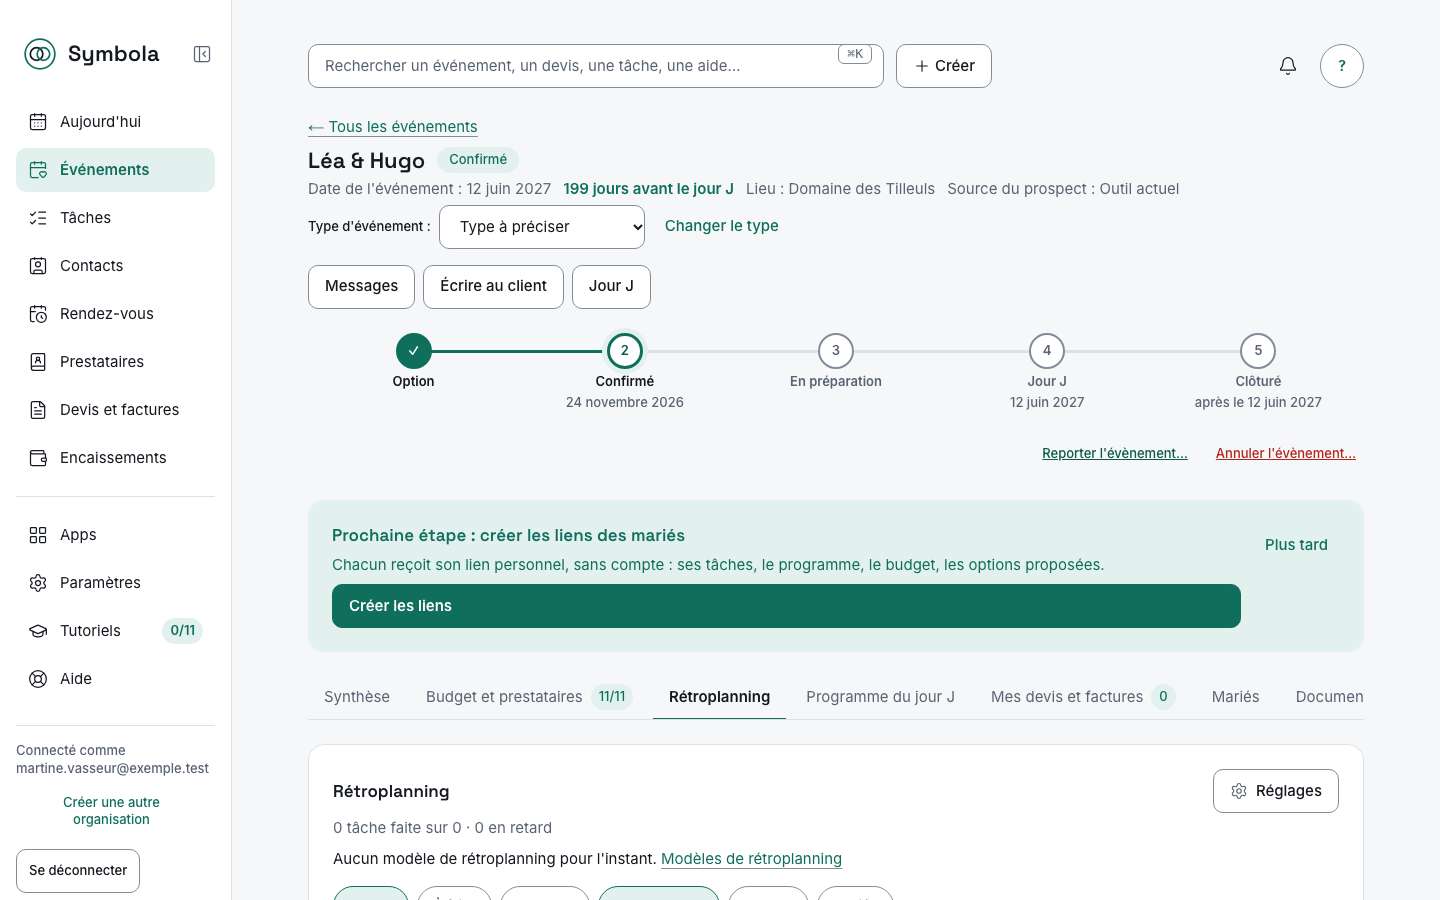 Symbola
Rechercher un événement, un devis, une tâche, une aide...
⌘K
+ Créer
?
Aujourd'hui
Événements
Tâches
Contacts
Rendez-vous
Prestataires
Devis et factures
Encaissements
Apps
Paramètres
Tutoriels 0/11
Aide
Connecté comme
martine.vasseur@exemple.test
Créer une autre
organisation
Se déconnecter
← Tous les événements
Léa & Hugo Confirmé
Date de l'événement : 12 juin 2027 199 jours avant le jour J Lieu : Domaine des Tilleuls Source du prospect : Outil actuel
Type d'événement : Type à préciser Changer le type
Messages Écrire au client Jour J
2 3 4 5
Option Confirmé En préparation Jour J Clôturé
24 novembre 2026 12 juin 2027 après le 12 juin 2027
Reporter l'évènement... Annuler l'évènement...
Prochaine étape : créer les liens des mariés
Plus tard
Chacun reçoit son lien personnel, sans compte : ses tâches, le programme, le budget, les options proposées.
Créer les liens
Synthèse Budget et prestataires 11/11 Rétroplanning Programme du jour J Mes devis et factures 0 Mariés Documen
Rétroplanning
Réglages
0 tâche faite sur 0 · 0 en retard
Aucun modèle de rétroplanning pour l'instant. Modèles de rétroplanning